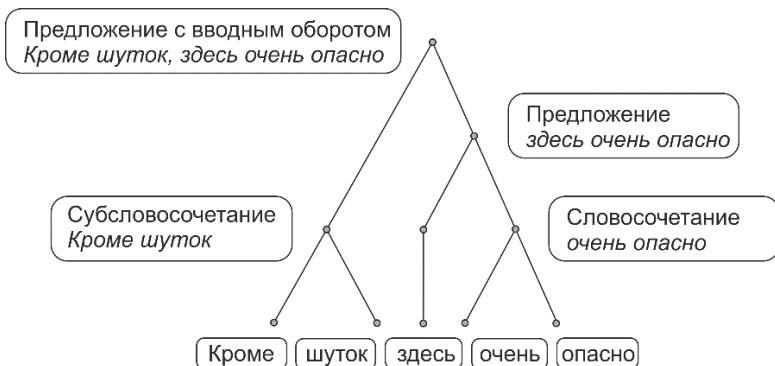 Предложение с вводным оборотом
Кроме шуток, здесь очень опасно
Предложение
здесь очень опасно
Субсловосочетание
Кроме шуток
Словосочетание
очень опасно
Кроме шуток здесь очень опасно